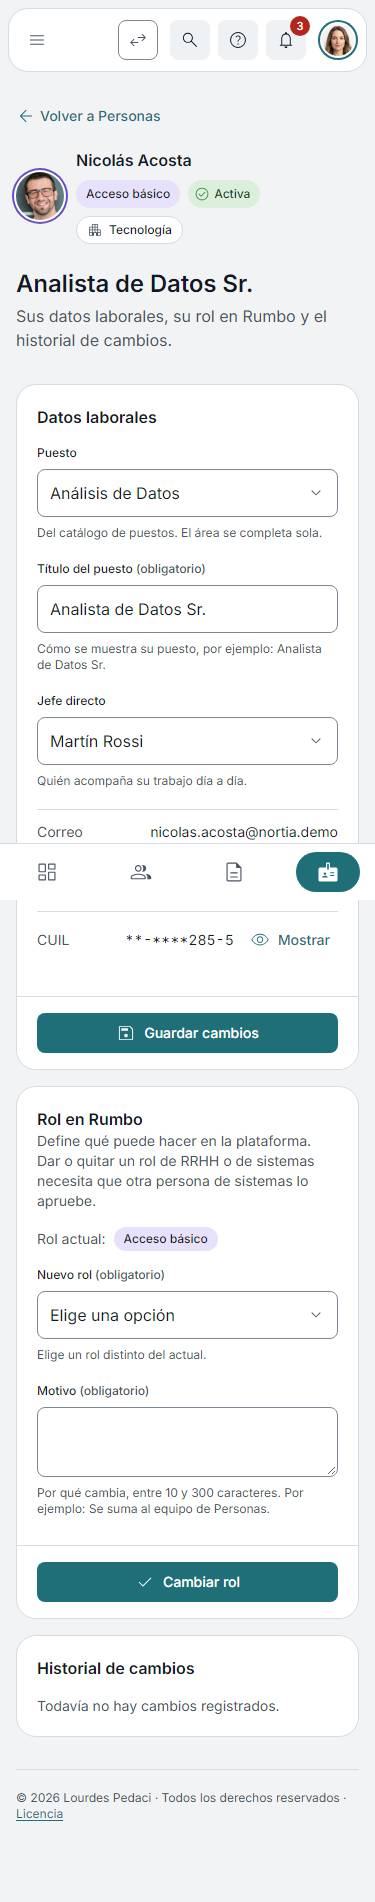 3
Volver a Personas
Nicolás Acosta
Acceso básico
Activa
Tecnología
Analista de Datos Sr.
Sus datos laborales, su rol en Rumbo y el
historial de cambios.
Datos laborales
Puesto
Análisis de Datos
Del catálogo de puestos. El área se completa sola.
Título del puesto (obligatorio)
Analista de Datos Sr.
Cómo se muestra su puesto, por ejemplo: Analista
de Datos Sr.
Jefe directo
Martín Rossi
Quién acompaña su trabajo día a día.
Correo nicolas.acosta@nortia.demo
CUIL **-****285-5 Mostrar
Guardar cambios
Rol en Rumbo
Define qué puede hacer en la plataforma.
Dar o quitar un rol de RRHH o de sistemas
necesita que otra persona de sistemas lo
apruebe.
Rol actual: Acceso básico
Nuevo rol (obligatorio)
Elige una opción
Elige un rol distinto del actual.
Motivo (obligatorio)
Por qué cambia, entre 10 y 300 caracteres. Por
ejemplo: Se suma al equipo de Personas.
Cambiar rol
Historial de cambios
Todavía no hay cambios registrados.
© 2026 Lourdes Pedaci · Todos los derechos reservados ·
Licencia